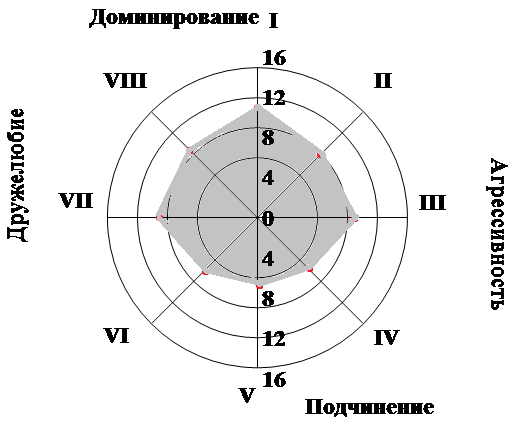 Доминирование I
16
VIII
II
12
Дружелюбие
8
4
VII
0
III
Агрессивность
4
8
VI
IV
12
16
V
Подчинение